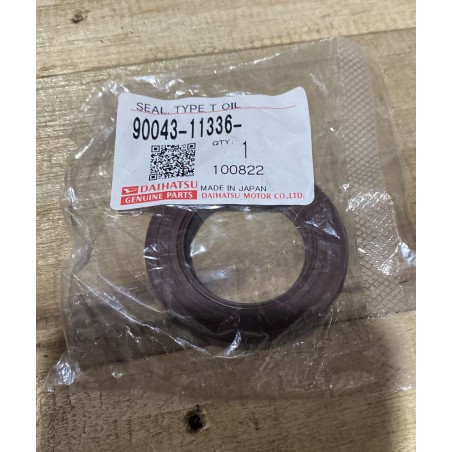 SEAL, TYPE T OIL
90043-11336-
QTY: 1
100822
DAIHATSU
GENUINE PARTS
MADE IN JAPAN
DAIHATSU MOTOR CO.,LTD.